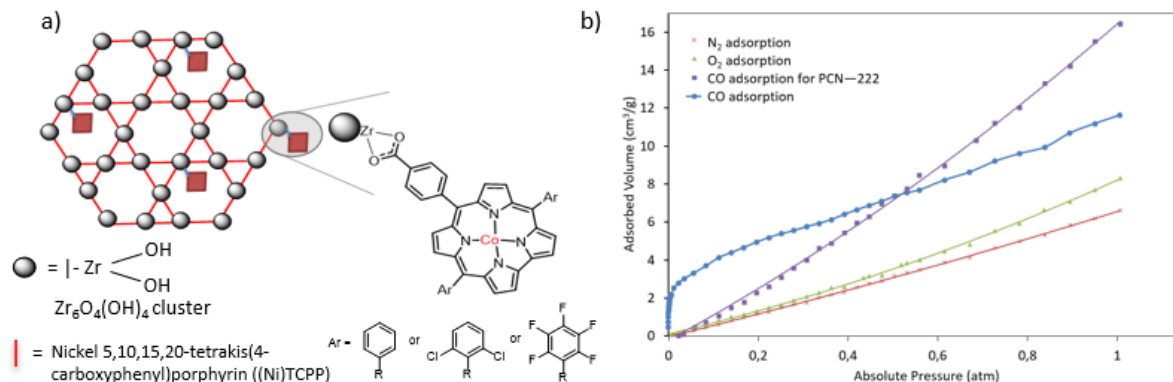 a)
Zr
O
O
Ar
N
N
Co
N
N
Ar
= |- Zr
OH
OH
Zr6O4(OH)4 cluster
= Nickel 5,10,15,20-tetrakis(4-
carboxyphenyl)porphyrin ((Ni)TCPP)
Ar =
R
or
Cl
Cl
R
or
F
F
F
F
F
R
b)
Adsorbed Volume (cm³/g)
16
14
12
10
8
6
4
2
0
N₂ adsorption
O₂ adsorption
CO adsorption for PCN—222
CO adsorption
0
0,2
0,4
0,6
0,8
1
Absolute Pressure (atm)